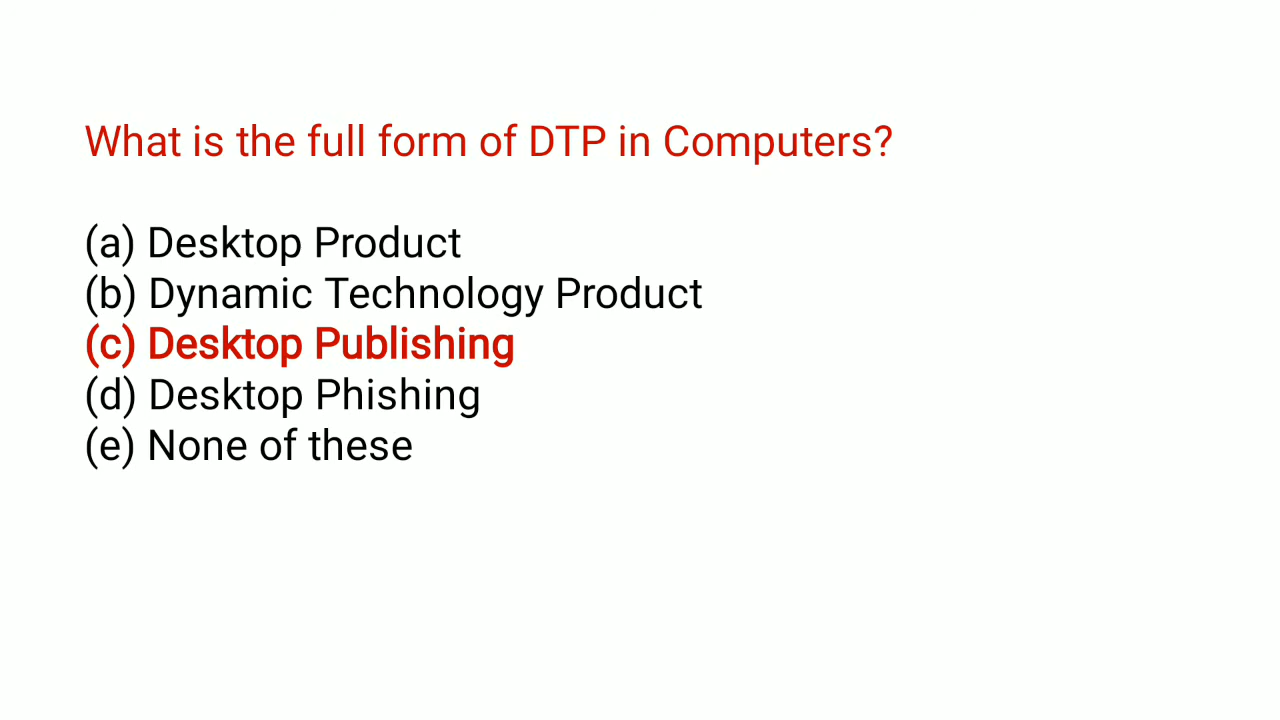 What is the full form of DTP in Computers?
(a) Desktop Product
(b) Dynamic Technology Product
(c) Desktop Publishing
(d) Desktop Phishing
(e) None of these